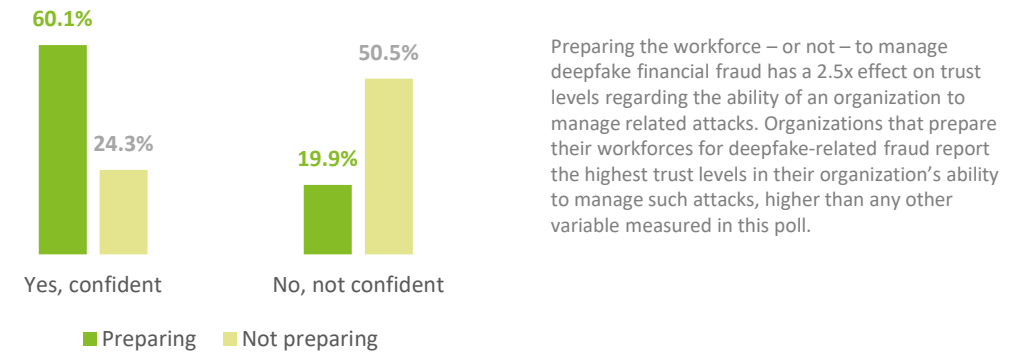 60.1%
24.3%
19.9%
50.5%
Yes, confident
No, not confident
Preparing
Not preparing
Preparing the workforce – or not – to manage
deepfake financial fraud has a 2.5x effect on trust
levels regarding the ability of an organization to
manage related attacks. Organizations that prepare
their workforces for deepfake-related fraud report
the highest trust levels in their organization’s ability
to manage such attacks, higher than any other
variable measured in this poll.